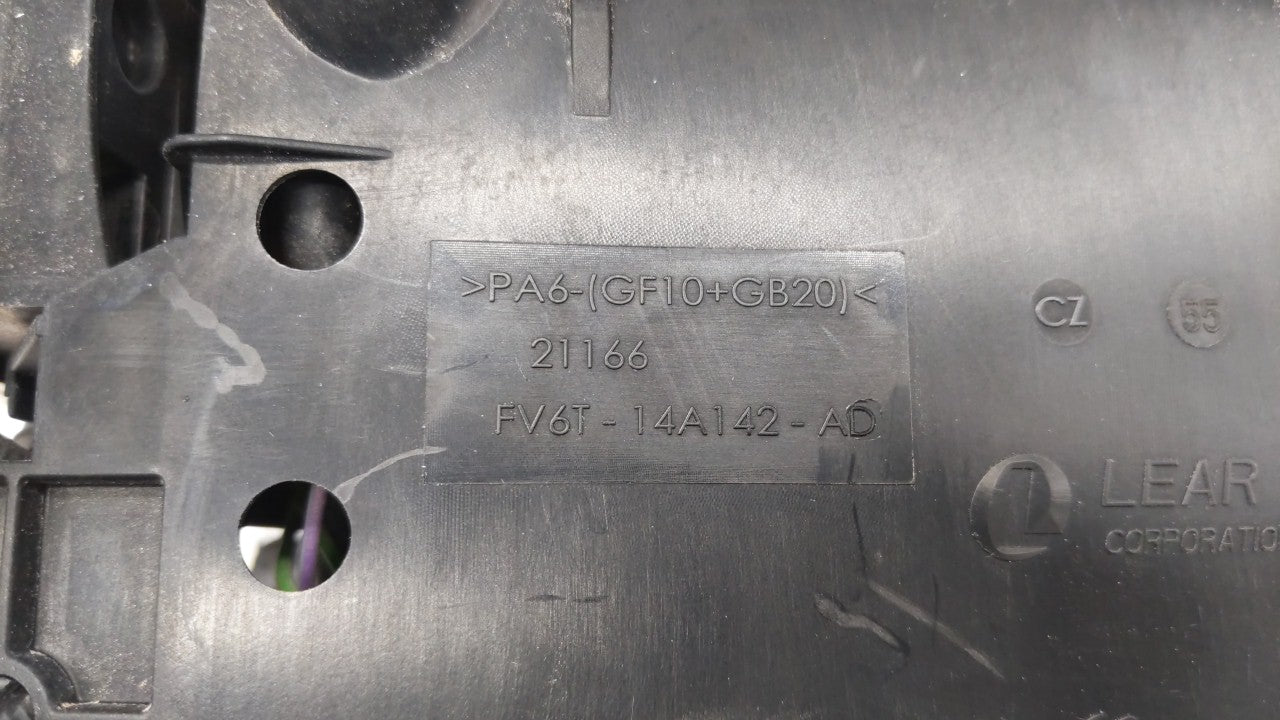 >PA6-(GF10+GB20)<
21166
FV6T - 14A142 - AD
CZ
55
LEAR
CORPORATIO